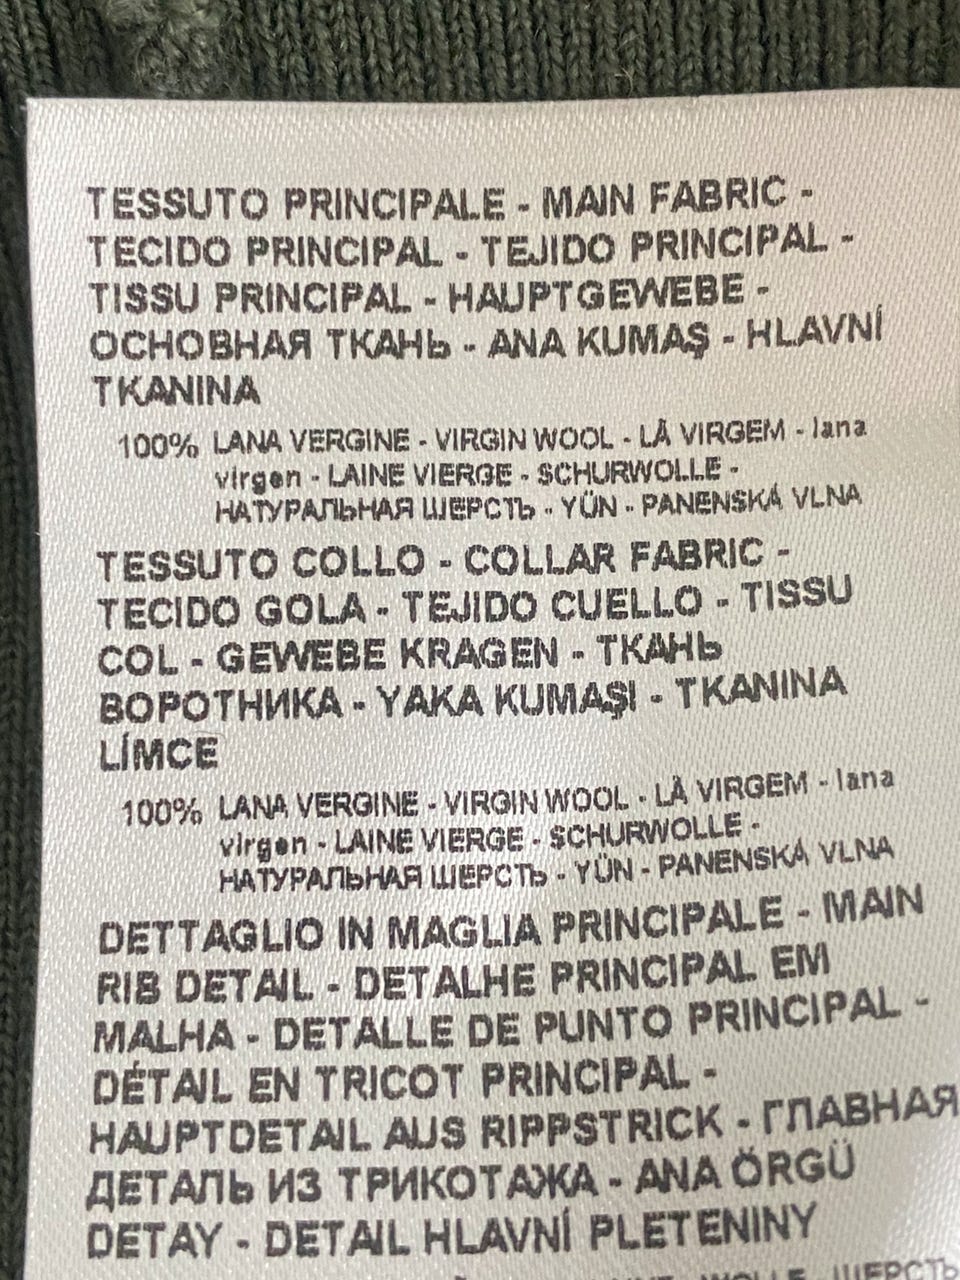 TESSUTO PRINCIPALE - MAIN FABRIC -
TECIDO PRINCIPAL - TEJIDO PRINCIPAL -
TISSU PRINCIPAL - HAUPTGEWEBE -
ОСНОВНАЯ ТКАНЬ - ANA KUMAŞ - HLAVNÍ
TKANINA
100% LANA VERGINE - VIRGIN WOOL - LÃ VIRGEM - lana
virgen - LAINE VIERGE - SCHURWOLLE -
НАТУРАЛЬНАЯ ШЕРСТЬ - YÜN - PANENSKÁ VLNA
TESSUTO COLLO - COLLAR FABRIC -
TECIDO GOLA - TEJIDO CUELLO - TISSU
COL - GEWEBE KRAGEN - ТКАНЬ
ВОРОТНИКА - YAKA KUMAŞI - TKANINA
LÍMCE
100% LANA VERGINE - VIRGIN WOOL - LÃ VIRGEM - lana
virgen - LAINE VIERGE - SCHURWOLLE -
НАТУРАЛЬНАЯ ШЕРСТЬ - YÜN - PANENSKÁ VLNA
DETTAGLIO IN MAGLIA PRINCIPALE - MAIN
RIB DETAIL - DETALHE PRINCIPAL EM
MALHA - DETALLE DE PUNTO PRINCIPAL -
DÉTAIL EN TRICOT PRINCIPAL -
HAUPTDETAIL AUS RIPPSTRICK - ГЛАВНАЯ
ДЕТАЛЬ ИЗ ТРИКОТАЖА - ANA ÖRGÜ
DETAY - DETAIL HLAVNÍ PLETENINY